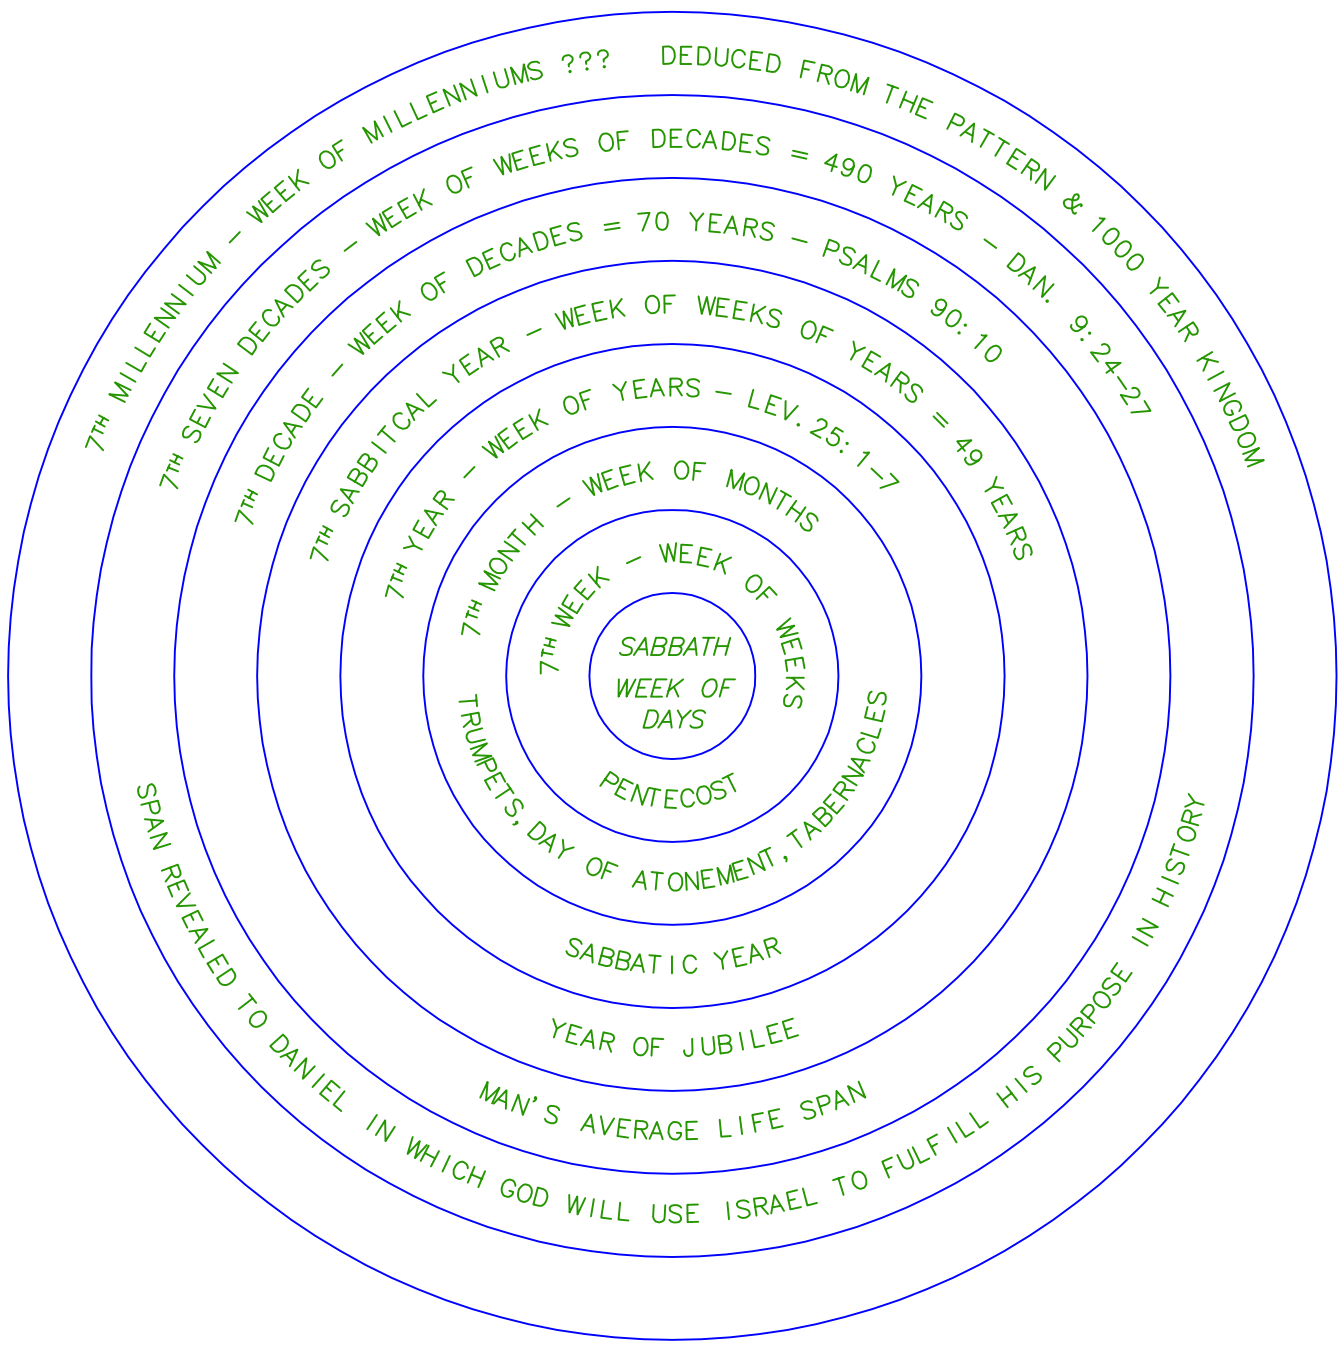 7TH MILLENNIUM – WEEK OF MILLENNIUMS ??? DEDUCED FROM THE PATTERN & 1000 YEAR KINGDOM
7TH SEVEN DECADES – WEEK OF WEEKS OF DECADES = 490 YEARS – DAN. 9:24–27
7TH DECADE – WEEK OF DECADES = 70 YEARS – PSALMS 90:10
7TH SABBITCAL YEAR – WEEK OF WEEKS OF YEARS = 49 YEARS
7TH YEAR – WEEK OF YEARS – LEV. 25:1–7
7TH MONTH – WEEK OF MONTHS
7TH WEEK – WEEK OF WEEKS
SABBATH
WEEK OF
DAYS
PENTECOST
TRUMPETS, DAY OF ATONEMENT, TABERNACLES
SABBATIC YEAR
YEAR OF JUBILEE
MAN'S AVERAGE LIFE SPAN
SPAN REVEALED TO DANIEL IN WHICH GOD WILL USE ISRAEL TO FULFILL HIS PURPOSE IN HISTORY